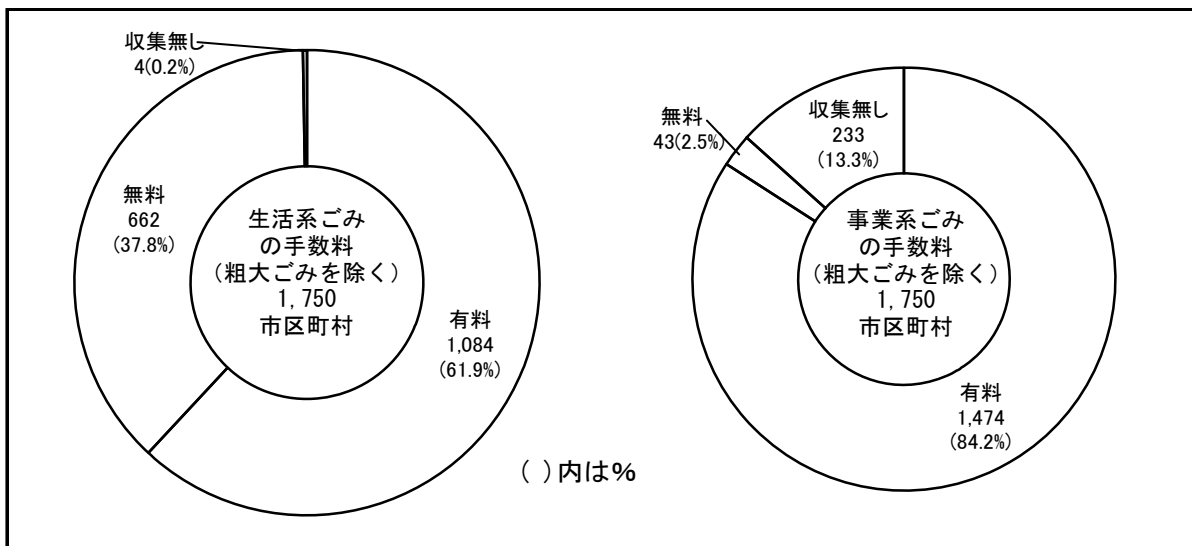 収集無し
4(0.2%)
無料
662
(37.8%)
生活系ごみ
の手数料
(粗大ごみを除く)
1,750
市区町村
有料
1,084
(61.9%)
無料
43(2.5%)
収集無し
233
(13.3%)
事業系ごみ
の手数料
(粗大ごみを除く)
1,750
市区町村
有料
1,474
(84.2%)
( )内は%